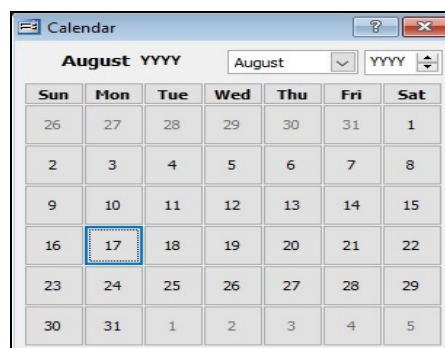 Calendar
August YYYY August YYYY
Sun Mon Tue Wed Thu Fri Sat
26 27 28 29 30 31 1
2 3 4 5 6 7 8
9 10 11 12 13 14 15
16 17 18 19 20 21 22
23 24 25 26 27 28 29
30 31 1 2 3 4 5